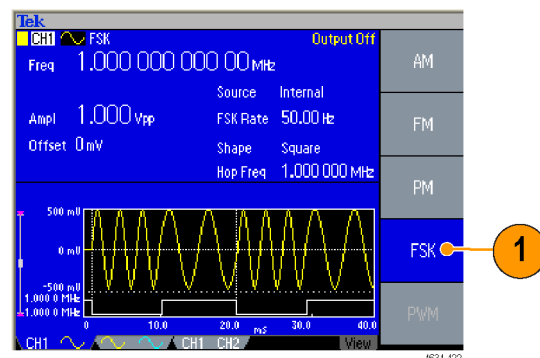 Tek
CH1 FSK Output Off
Freq 1.000 000 000 00 MHz
Source Internal
Ampl 1.000 Vpp FSK Rate 50.00 Hz
Offset 0 mV Shape Square
Hop Freq 1.000 000 MHz
500 mV
0 mV
-500 mV
1.000 0 MHz
1.000 0 MHz
0 10.0 20.0 ms 30.0 40.0
CH1 CH1 CH2 View
AM
FM
PM
FSK
PWM
1
4631-422